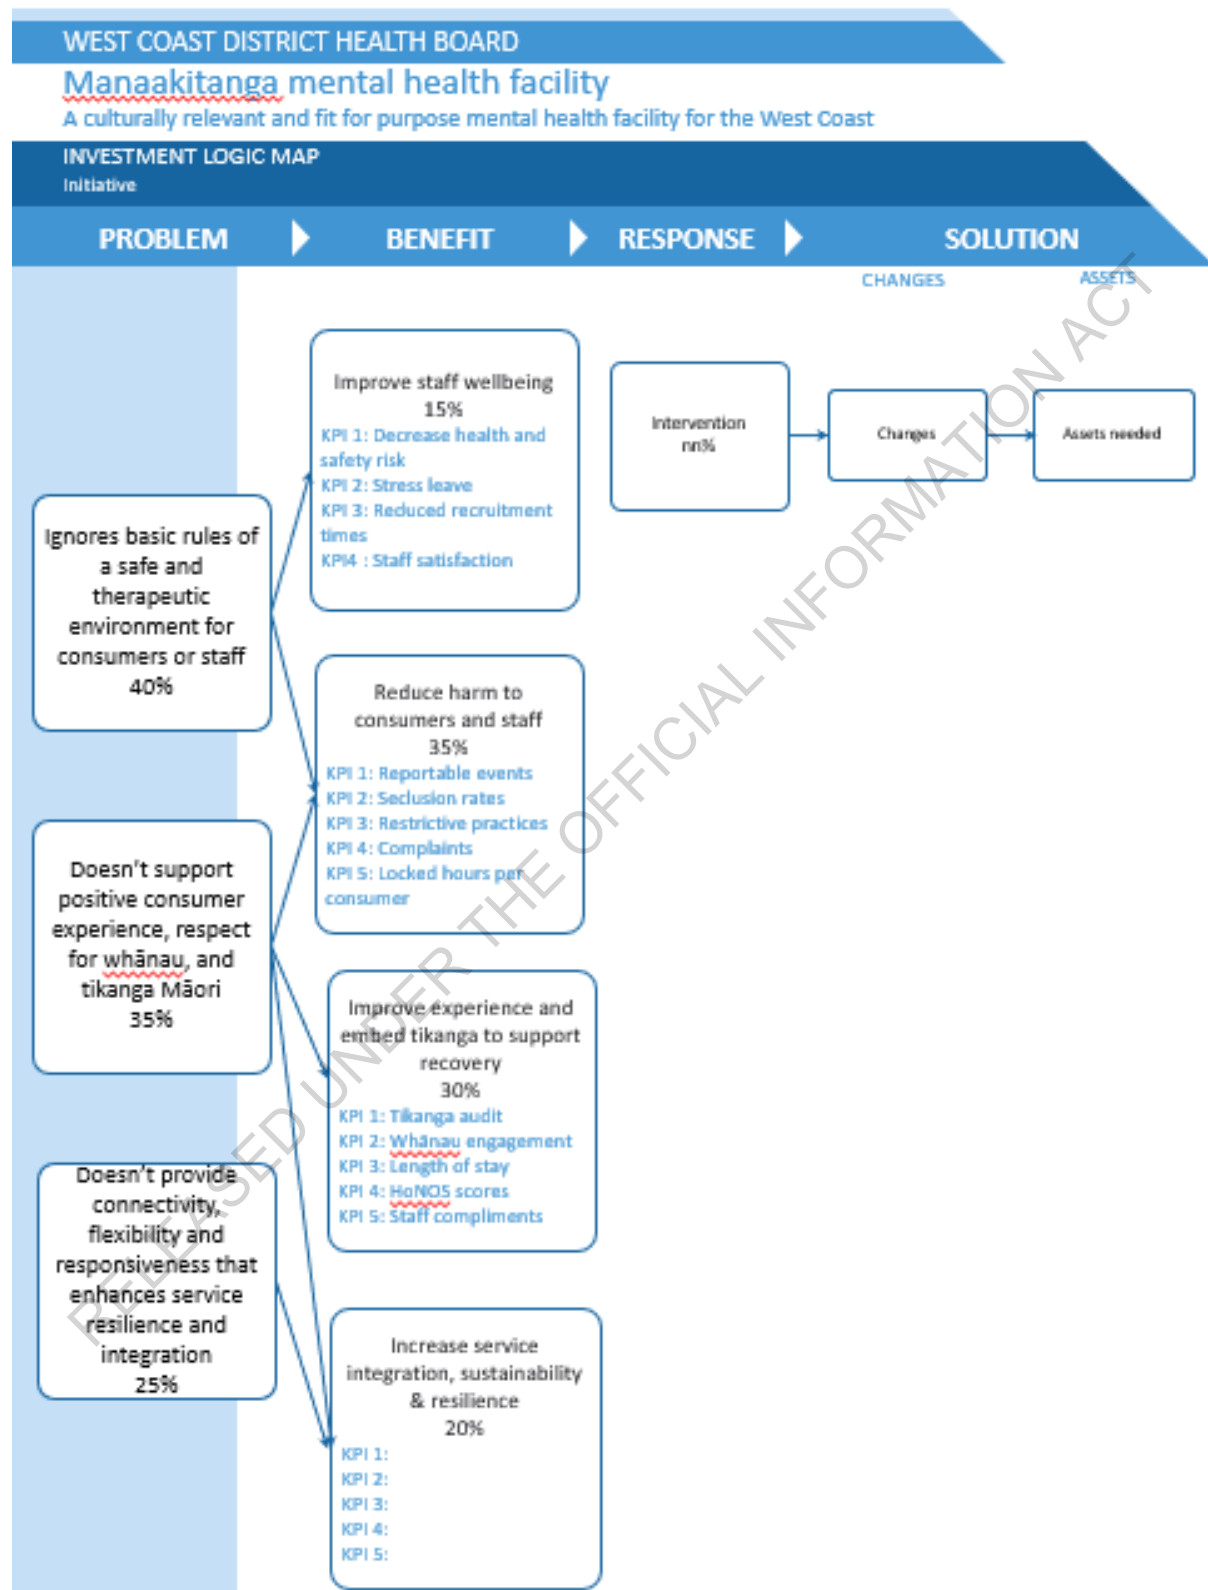 WEST COAST DISTRICT HEALTH BOARD
Manaakitanga mental health facility
A culturally relevant and fit for purpose mental health facility for the West Coast
INVESTMENT LOGIC MAP
Initiative
PROBLEM
BENEFIT
RESPONSE
SOLUTION
CHANGES
ASSETS
Ignores basic rules of
a safe and
therapeutic
environment for
consumers or staff
40%
Doesn't support
positive consumer
experience, respect
for whānau, and
tikanga Māori
35%
Doesn't provide
connectivity,
flexibility and
responsiveness that
enhances service
resilience and
integration
25%
Improve staff wellbeing
15%
KPI 1: Decrease health and
safety risk
KPI 2: Stress leave
KPI 3: Reduced recruitment
times
KPI4 : Staff satisfaction
Reduce harm to
consumers and staff
35%
KPI 1: Reportable events
KPI 2: Seclusion rates
KPI 3: Restrictive practices
KPI 4: Complaints
KPI 5: Locked hours per
consumer
Improve experience and
embed tikanga to support
recovery
30%
KPI 1: Tikanga audit
KPI 2: Whānau engagement
KPI 3: Length of stay
KPI 4: HoNOS scores
KPI 5: Staff compliments
Increase service
integration, sustainability
& resilience
20%
KPI 1:
KPI 2:
KPI 3:
KPI 4:
KPI 5:
Intervention
nn%
Changes
Assets needed
RELEASED UNDER THE OFFICIAL INFORMATION ACT